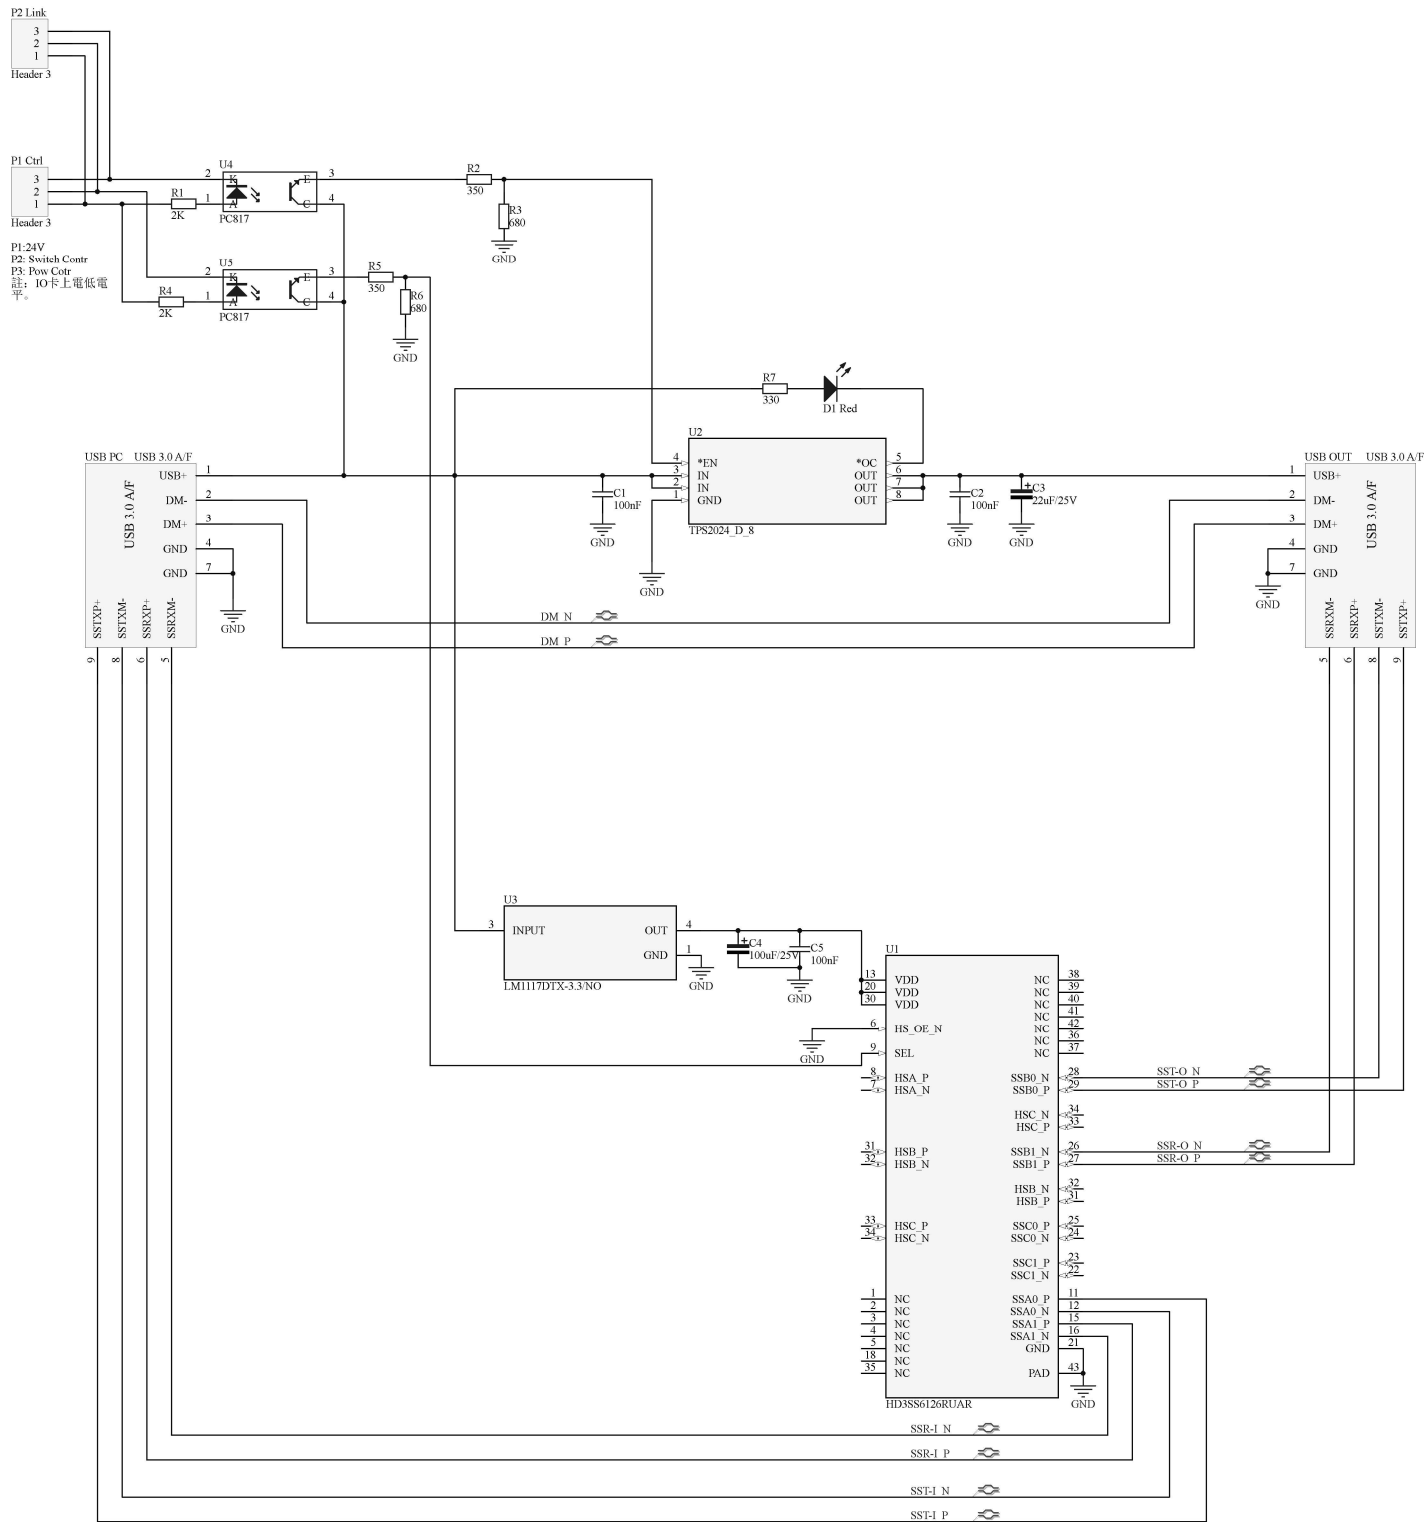 P2 Link
3
2
1
Header 3
P1 Ctrl
3
2
1
Header 3
P1:24V
P2: Switch Contr
P3: Pow Cotr
註：IO卡上電低電
平。
R1
2K
U4
2
K
E
3
1
A
C
4
PC817
R2
350
R3
680
GND
R4
2K
U5
2
K
E
3
1
A
C
4
PC817
R5
350
R6
680
GND
R7
330
D1 Red
USB PC USB 3.0 A/F
USB 3.0 A/F
USB+ 1
DM- 2
DM+ 3
GND 4
GND 7
SSTXP+
SSTXM-
SSRXP+
SSRXM-
9
8
6
5
GND
C1
100nF
GND
U2
4 *EN
3 IN
2 IN
1 GND
*OC 5
OUT 6
OUT 7
OUT 8
TPS2024_D_8
GND
C2
100nF
GND
C3
22uF/25V
GND
USB OUT USB 3.0 A/F
USB 3.0 A/F
1 USB+
2 DM-
3 DM+
4 GND
7 GND
SSRXM-
SSRXP+
SSTXM-
SSTXP+
5
6
8
9
GND
DM_N
DM_P
U3
3 INPUT
OUT 4
GND 1
LM1117DTX-3.3/NO
GND
C4
100uF/25V
C5
100nF
GND
U1
13 VDD
20 VDD
30 VDD
6 HS_OE_N
GND
9 SEL
8 HSA_P
7 HSA_N
31 HSB_P
32 HSB_N
33 HSC_P
34 HSC_N
1 NC
2 NC
3 NC
4 NC
5 NC
18 NC
35 NC
NC 38
NC 39
NC 40
NC 41
NC 42
NC 36
NC 37
SSB0_N 28
SSB0_P 29
HSC_N 34
HSC_P 33
SSB1_N 26
SSB1_P 27
HSB_N 32
HSB_P 31
SSC0_P 25
SSC0_N 24
SSC1_P 23
SSC1_N 22
SSA0_P 11
SSA0_N 12
SSA1_P 15
SSA1_N 16
GND 21
PAD 43
GND
HD3SS6126RUAR
SST-O_N
SST-O_P
SSR-O_N
SSR-O_P
SSR-I_N
SSR-I_P
SST-I_N
SST-I_P